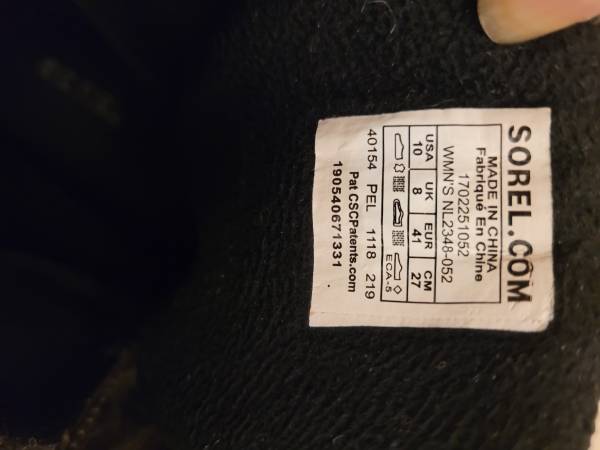 SOREL.COM
MADE IN CHINA
Fabriqué En Chine
1702251052
WMN'S NL2348-052
USA UK EUR CM
10 8 41 27
ECA-5
40154 PEL 1118 219
Pat CSCPatents.com
190540671331